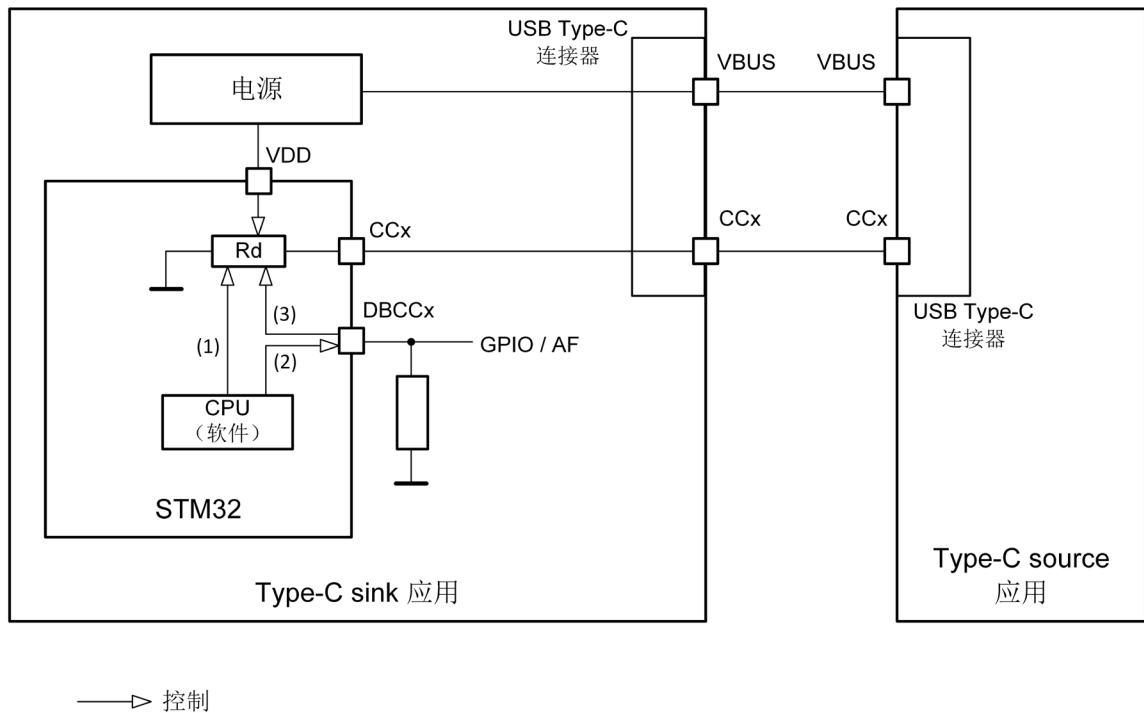 USB Type-C
连接器
VBUS
VBUS
电源
VDD
CCx
CCx
CCx
Rd
DBCCx
(3)
(1)
(2)
GPIO / AF
USB Type-C
连接器
CPU
（软件）
STM32
Type-C sink 应用
Type-C source
应用
控制